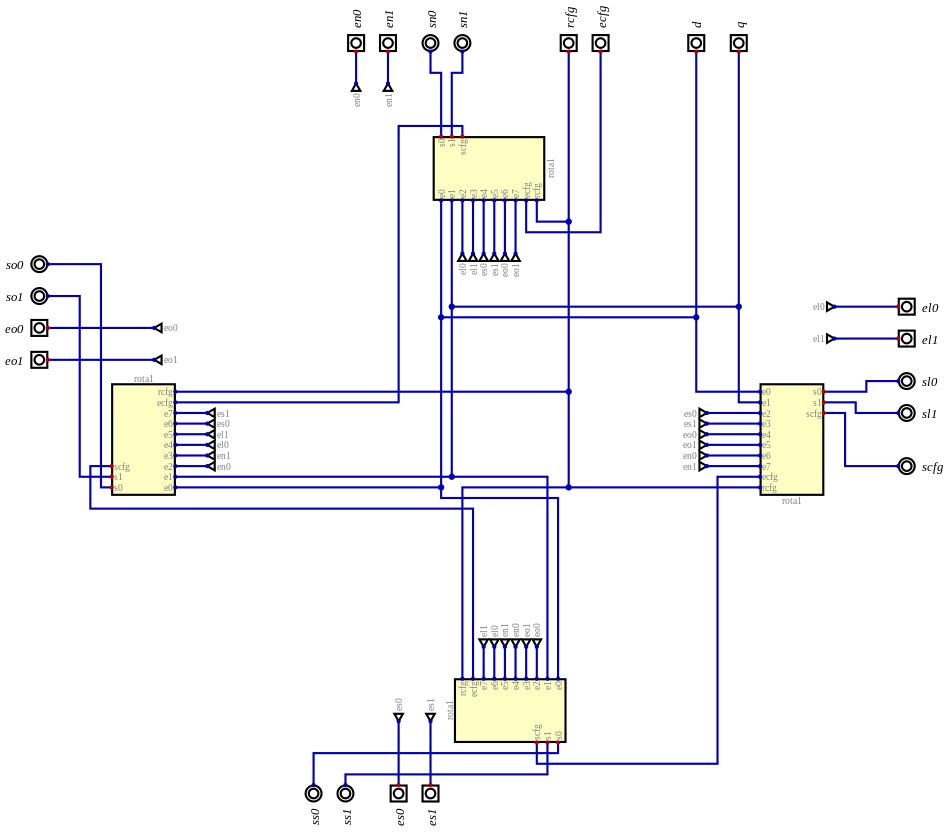 en0 en1 sn0 sn1 rcfg ecfg d q
en0 en1
s0 s1 scfg
rota1
e0 e1 e2 e3 e4 e5 e6 e7 ecfg rcfg
el0 el1 es0 es1 eo0 eo1
so0
so1
eo0 eo0
eo1 eo1
el0 el0
el1 el1
sl0
sl1
scfg
rota1
rcfg
ecfg
e7 es1
e6 es0
e5 el1
e4 el0
e3 en1
scfg e2 en0
s1 e1
s0 e0
e0 s0
e1 s1
es0 e2 scfg
es1 e3
eo0 e4
eo1 e5
en0 e6
en1 e7
ecfg
rcfg
rota1
el1 el0 en1 en0 eo1 eo0
rcfg ecfg e7 e6 e5 e4 e3 e2 e1 e0
rota1
scfg s1 s0
es0 es1
ss0 ss1 es0 es1